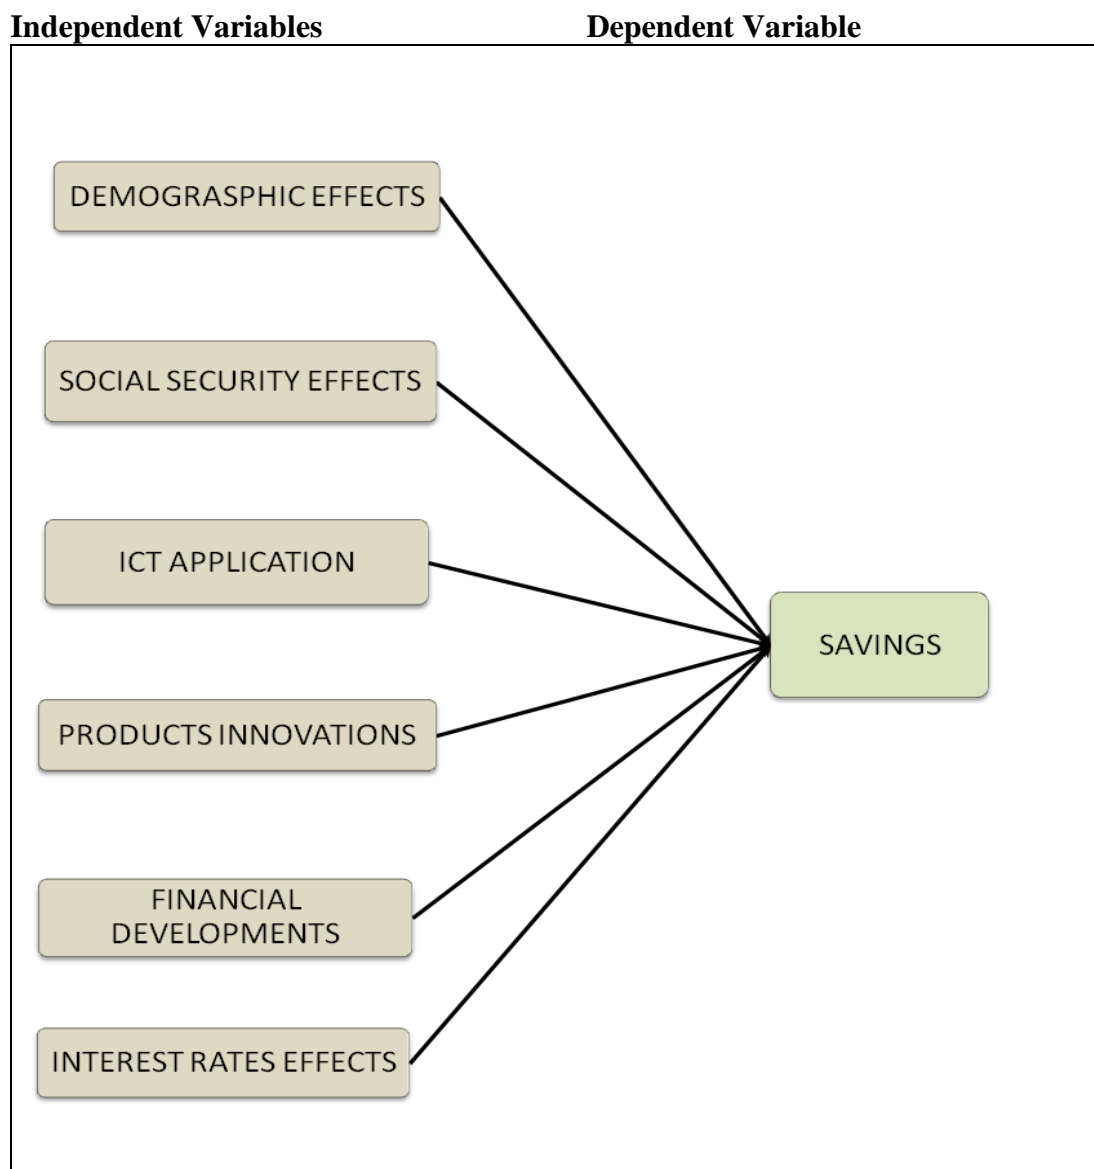 Independent Variables Dependent Variable
DEMOGRASPHIC EFFECTS
SOCIAL SECURITY EFFECTS
ICT APPLICATION
SAVINGS
PRODUCTS INNOVATIONS
FINANCIAL
DEVELOPMENTS
INTEREST RATES EFFECTS